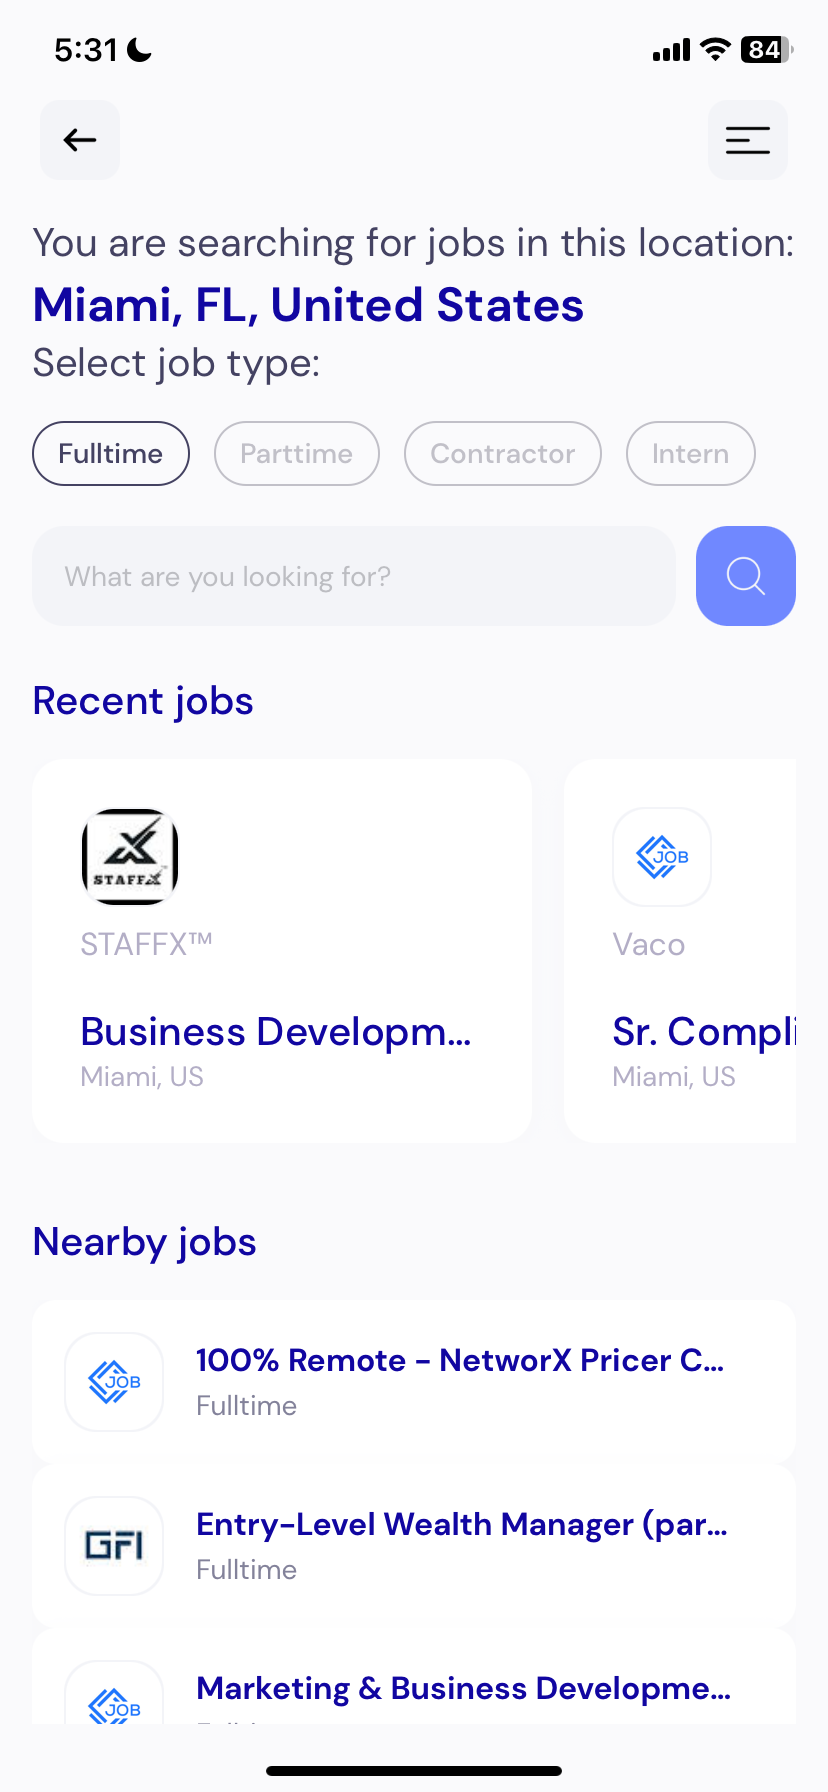 5:31
84
You are searching for jobs in this location:
Miami, FL, United States
Select job type:
Fulltime Parttime Contractor Intern
What are you looking for?
Recent jobs
STAFFX™
JOB
STAFFX™ Vaco
Business Developm... Sr. Compli
Miami, US Miami, US
Nearby jobs
JOB
100% Remote - NetworX Pricer C...
Fulltime
GFI
Entry-Level Wealth Manager (par...
Fulltime
JOB
Marketing & Business Developme...